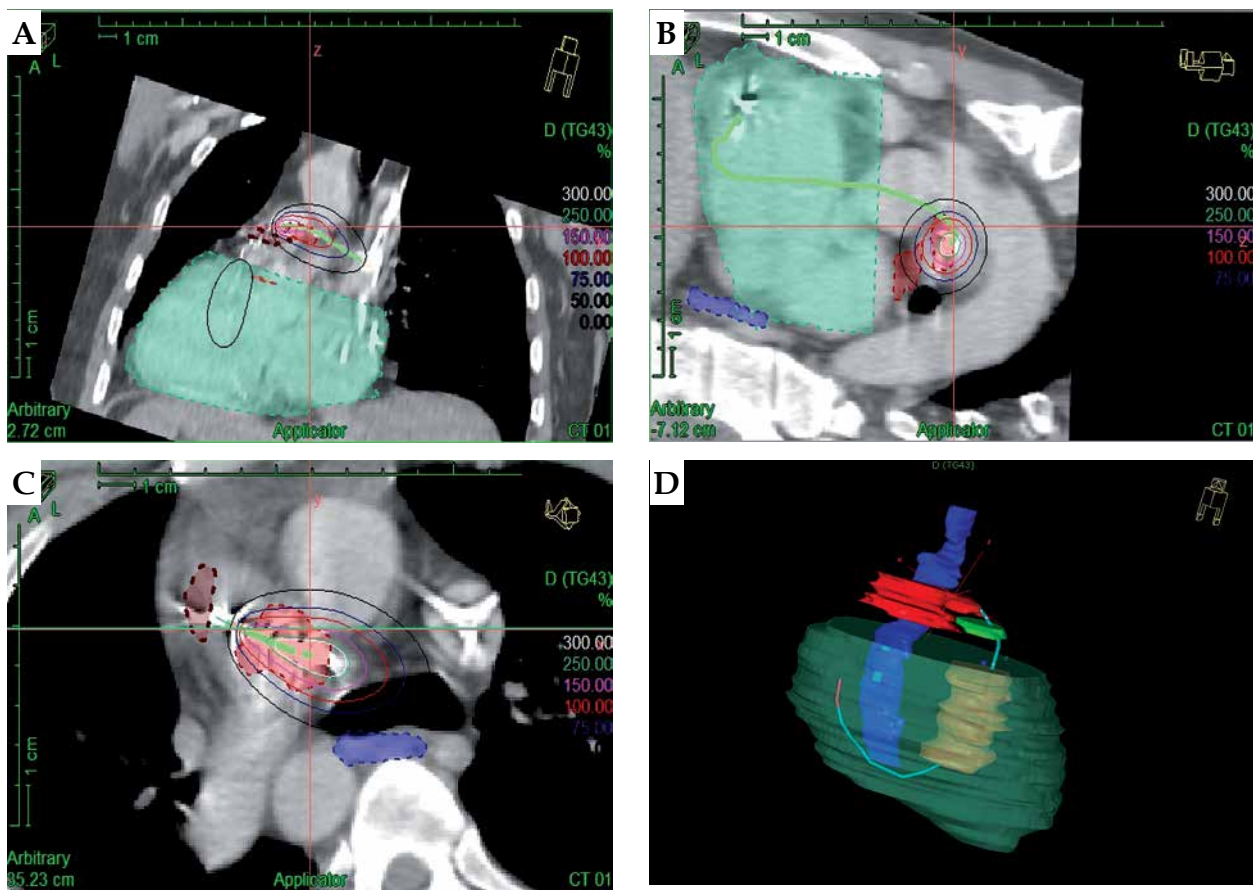 A
1 cm
A L
z
D (TG43)
%
300.00
250.00
150.00
100.00
75.00
50.00
0.00
1 cm
Arbitrary
2.72 cm
Applicator
CT 01
B
1 cm
A L
y
D (TG43)
%
300.00
250.00
150.00
100.00
75.00
z
1 cm
Arbitrary
-7.12 cm
Applicator
CT 01
C
1 cm
A L
y
D (TG43)
%
300.00
250.00
150.00
100.00
75.00
1 cm
Arbitrary
35.23 cm
Applicator
CT 01
D
D (TG43)